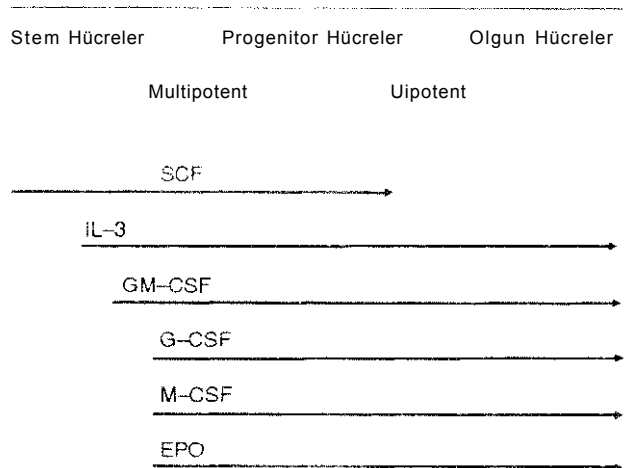 Stem Hücreler Progenitor Hücreler Olgun Hücreler
Multipotent Uipotent
SCF
IL-3
GM-CSF
G-CSF
M-CSF
EPO